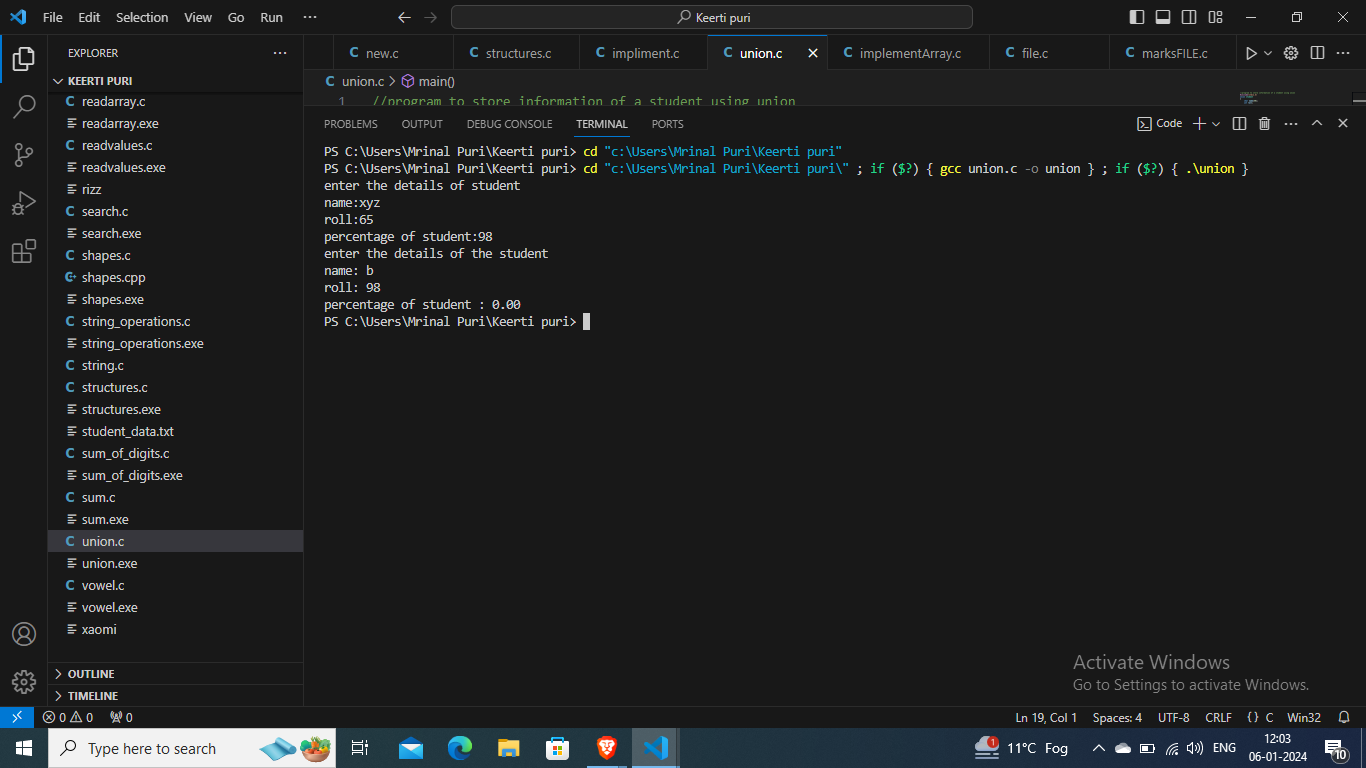 File Edit Selection View Go Run ···
Keerti puri
EXPLORER
KEERTI PURI
readarray.c
readarray.exe
readvalues.c
readvalues.exe
rizz
search.c
search.exe
shapes.c
shapes.cpp
shapes.exe
string_operations.c
string_operations.exe
string.c
structures.c
structures.exe
student_data.txt
sum_of_digits.c
sum_of_digits.exe
sum.c
sum.exe
union.c
union.exe
vowel.c
vowel.exe
xaomi
OUTLINE
TIMELINE
new.c structures.c impliment.c union.c implementArray.c file.c marksFILE.c
union.c > main()
1 //program to store information of a student using union
PROBLEMS OUTPUT DEBUG CONSOLE TERMINAL PORTS
Code
PS C:\Users\Mrinal Puri\Keerti puri> cd "c:\Users\Mrinal Puri\Keerti puri"
PS C:\Users\Mrinal Puri\Keerti puri> cd "c:\Users\Mrinal Puri\Keerti puri\" ; if ($?) { gcc union.c -o union } ; if ($?) { .\union }
enter the details of student
name:xyz
roll:65
percentage of student:98
enter the details of the student
name: b
roll: 98
percentage of student : 0.00
PS C:\Users\Mrinal Puri\Keerti puri>
Activate Windows
Go to Settings to activate Windows.
0 0 0
Ln 19, Col 1 Spaces: 4 UTF-8 CRLF {} C Win32
Type here to search
1
11°C Fog
ENG
12:03
06-01-2024
10